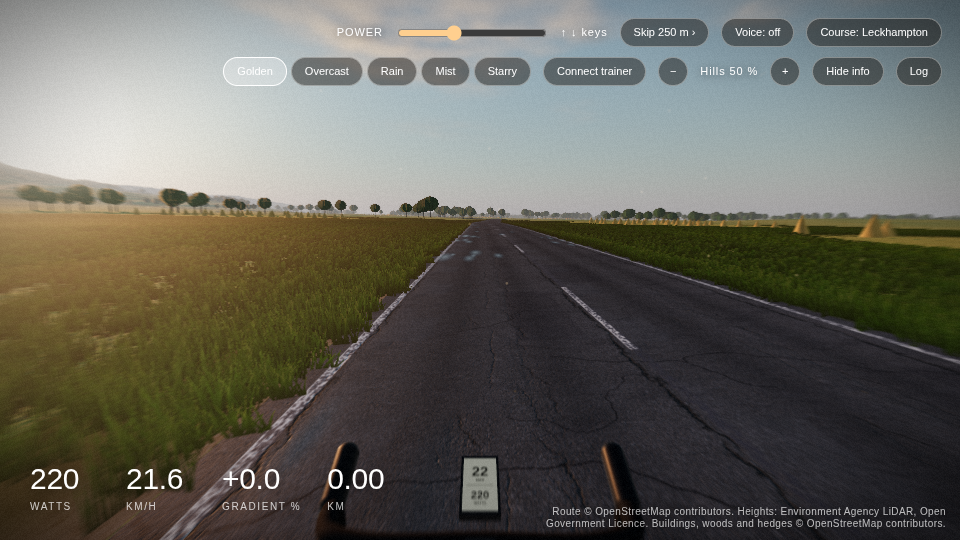 POWER ↑ ↓ keys Skip 250 m › Voice: off Course: Leckhampton
Golden Overcast Rain Mist Starry Connect trainer − Hills 50 % + Hide info Log
22
220
220 21.6 +0.0 0.00
WATTS KM/H GRADIENT % KM
Route © OpenStreetMap contributors. Heights: Environment Agency LiDAR, Open
Government Licence. Buildings, woods and hedges © OpenStreetMap contributors.